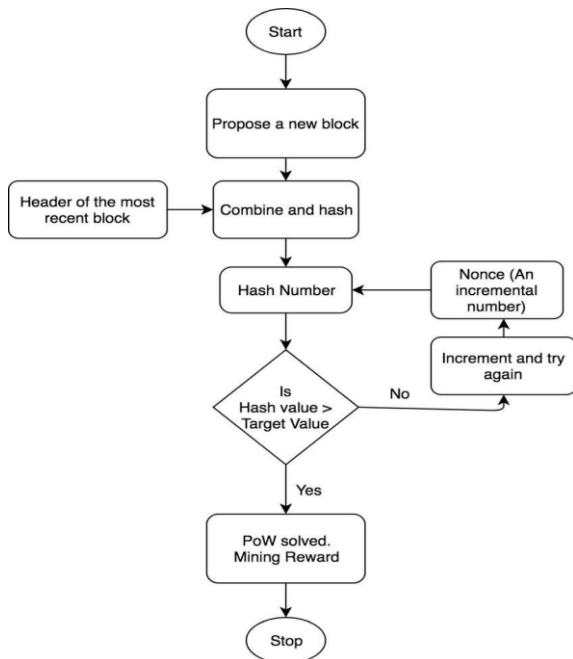 Start
Propose a new block
Header of the most
recent block
Combine and hash
Hash Number
Nonce (An
incremental
number)
Increment and try
again
Is
Hash value >
Target Value
No
Yes
PoW solved.
Mining Reward
Stop